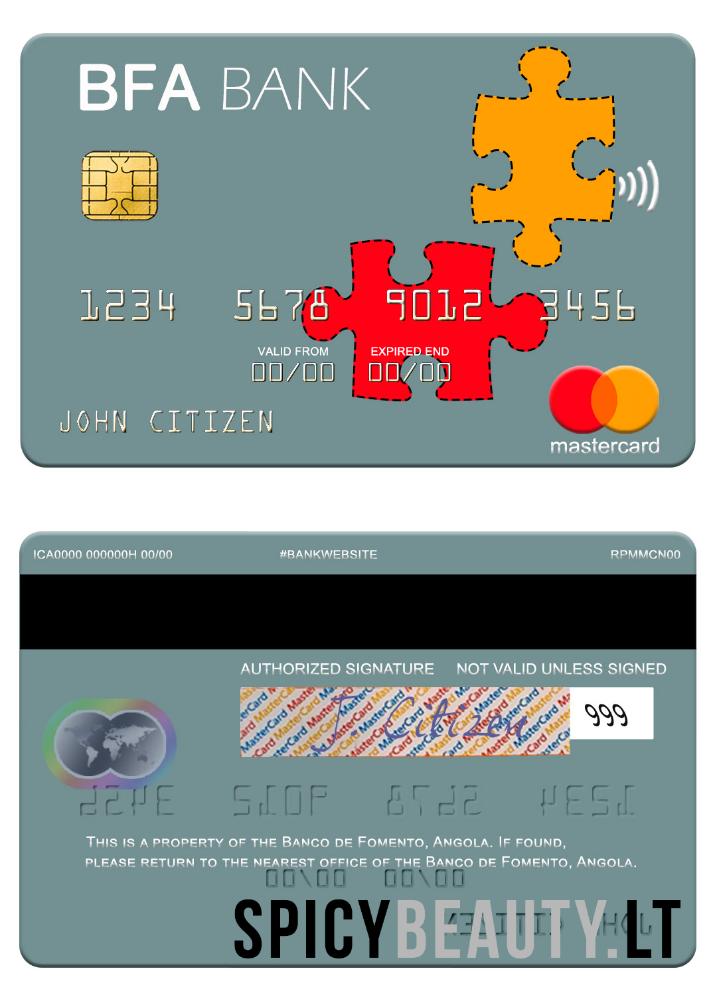 BFA BANK
1234 5678 9012 3456
VALID FROM EXPIRED END
00/00 00/00
JOHN CITIZEN
mastercard
ICA0000 000000H 00/00 #BANKWEBSITE RPMMCN00
AUTHORIZED SIGNATURE NOT VALID UNLESS SIGNED
J Citizen 999
THIS IS A PROPERTY OF THE BANCO DE FOMENTO, ANGOLA. IF FOUND,
PLEASE RETURN TO THE NEAREST OFFICE OF THE BANCO DE FOMENTO, ANGOLA.
SPICYBEAUTY.LT